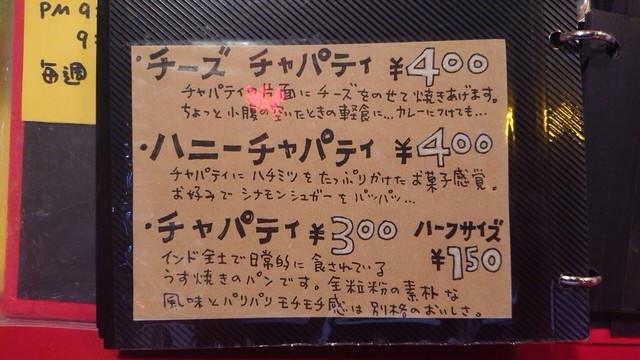 PM 9:
9:
毎週
・チーズ チャパティ ¥400
チャパティの片面にチーズをのせて焼きあげます。
ちょっと小腹の空いたときの軽食に…カレーにつけても…
・ハニーチャパティ ¥400
チャパティにハチミツをたっぷりかけたお菓子感覚。
お好みでシナモンシュガーをパッパッ…
・チャパティ ¥300 ハーフサイズ
¥150
インド全土で日常的に食されている
うす焼きのパンです。全粒粉の素朴な
風味とパリパリモチモチ感は別格のおいしさ。